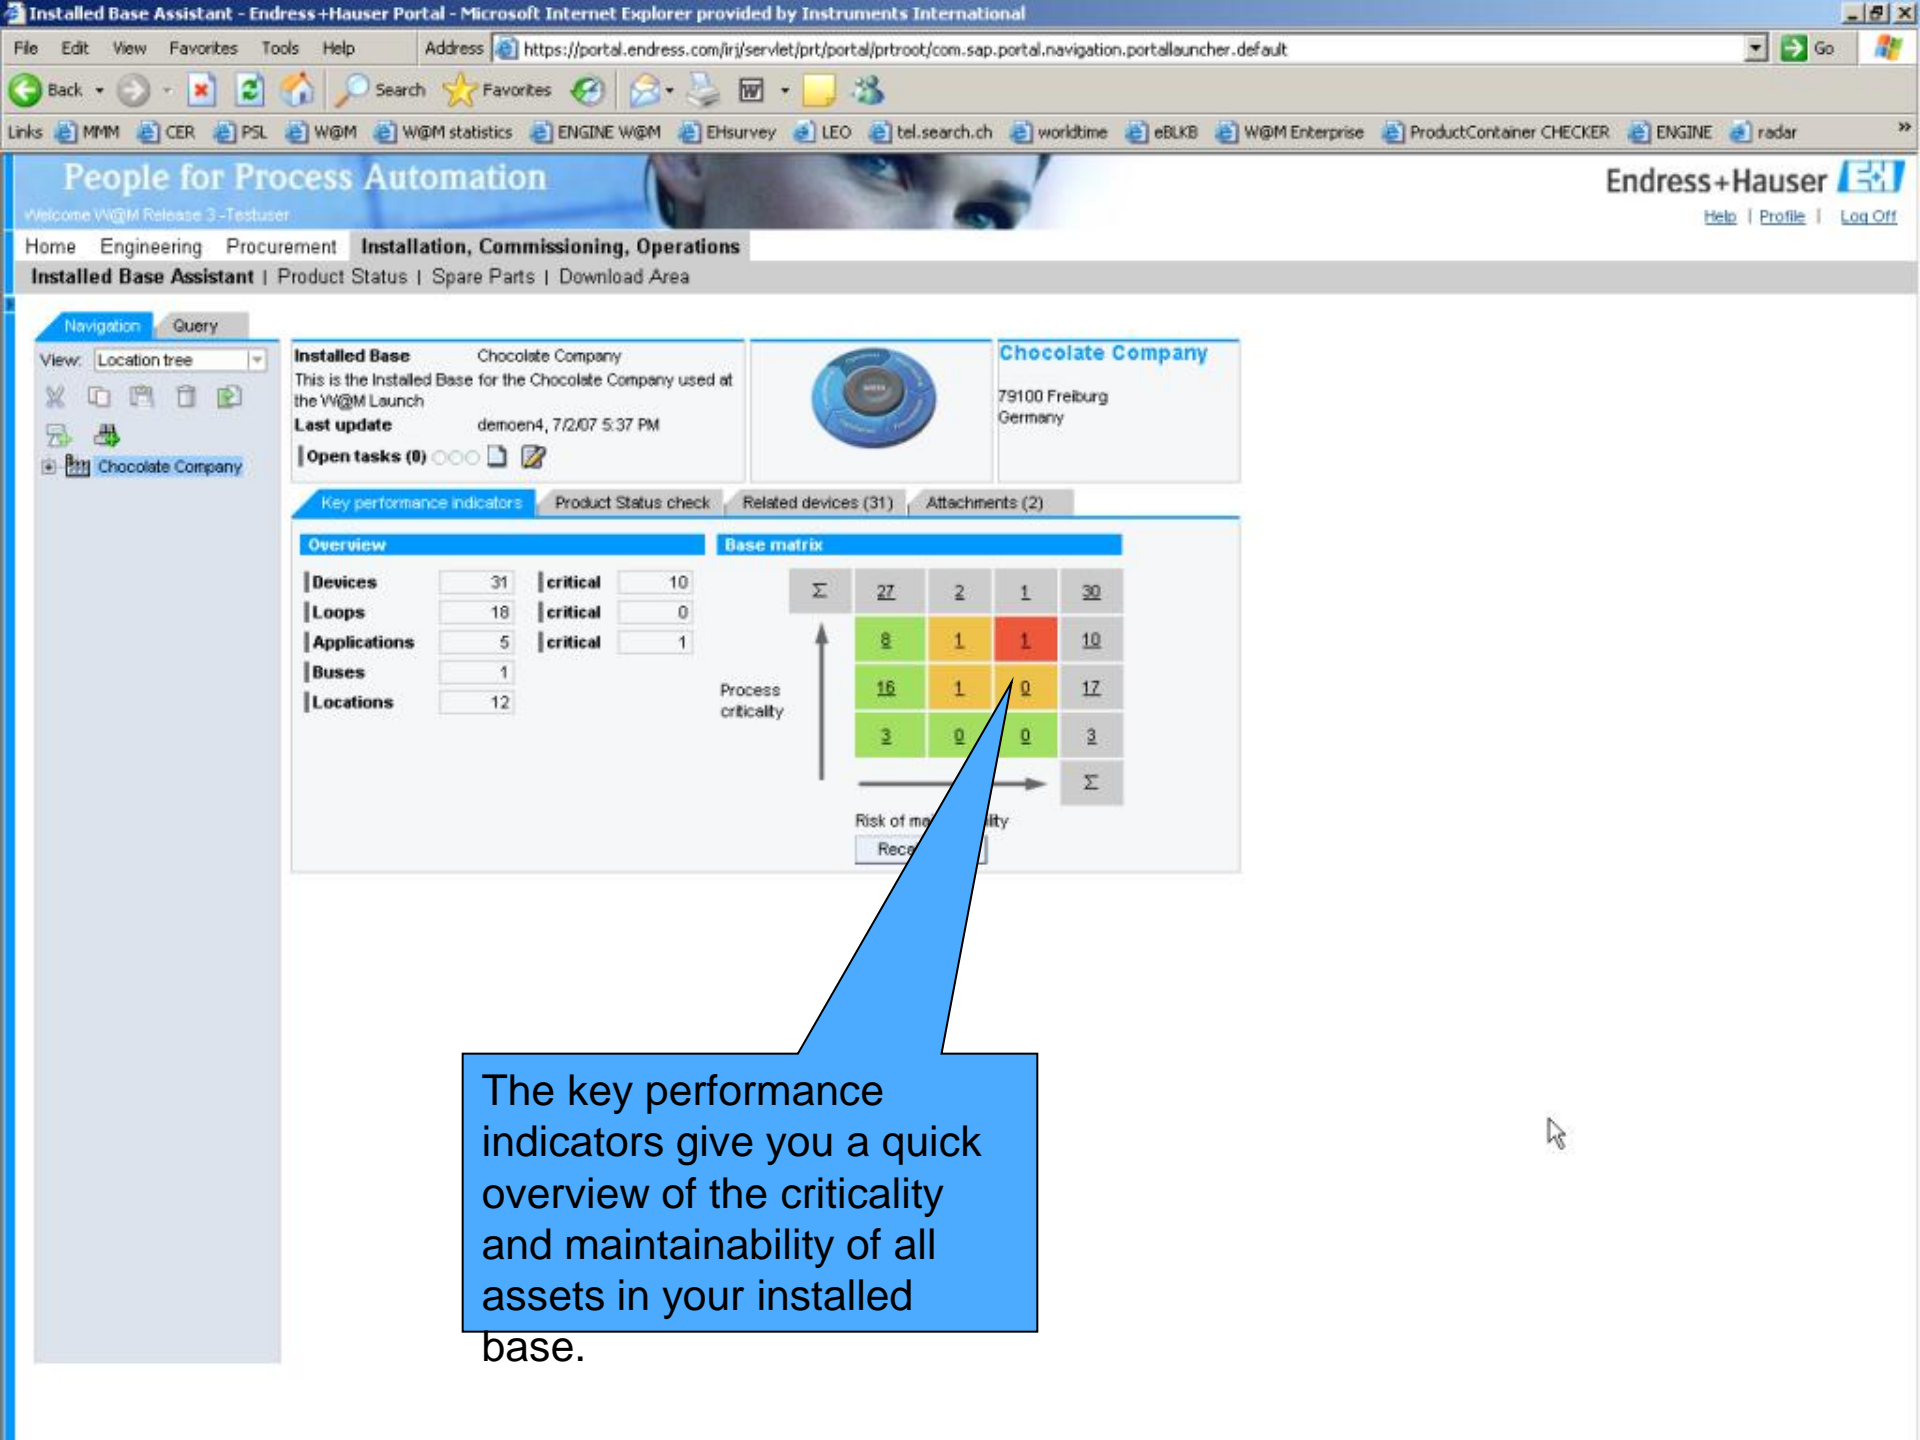 Installed Base Assistant - Endress+Hauser Portal - Microsoft Internet Explorer provided by Instruments International
File Edit View Favorites Tools Help Address https://portal.endress.com/irj/servlet/prt/portal/prtroot/com.sap.portal.navigation.portallauncher.default Go
Back Search Favorites
Links MMM CER PSL W@M W@M statistics ENGINE W@M EHsurvey LEO tel.search.ch worldtime eBLKB W@M Enterprise ProductContainer CHECKER ENGINE radar »
People for Process Automation
Endress+Hauser EH
Welcome W@M Release 3 -Testuser
Help | Profile | Log Off
Home Engineering Procurement Installation, Commissioning, Operations
Installed Base Assistant | Product Status | Spare Parts | Download Area
Navigation Query
View: Location tree
Chocolate Company
Installed Base Chocolate Company
This is the Installed Base for the Chocolate Company used at
the W@M Launch
Last update demoen4, 7/2/07 5:37 PM
Open tasks (0)
Chocolate Company
79100 Freiburg
Germany
Key performance indicators Product Status check Related devices (31) Attachments (2)
Overview
Devices 31 critical 10
Loops 18 critical 0
Applications 5 critical 1
Buses 1
Locations 12
Base matrix
Σ 27 2 1 30
8 1 1 10
Process
criticality
16 1 0 17
3 0 0 3
Σ
Risk of ma lity
Reca
The key performance
indicators give you a quick
overview of the criticality
and maintainability of all
assets in your installed
base.